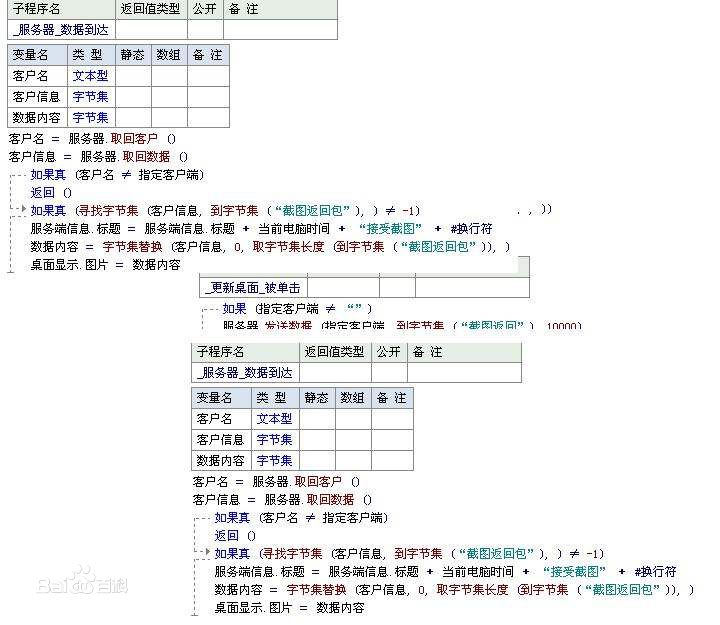 子程序名 返回值类型 公开 备 注
_服务器_数据到达
变量名 类 型 静态 数组 备 注
客户名 文本型
客户信息 字节集
数据内容 字节集
客户名 = 服务器.取回客户 ()
客户信息 = 服务器.取回数据 ()
如果真 (客户名 ≠ 指定客户端)
返回 ()
如果真 (寻找字节集 (客户信息, 到字节集 (“截图返回包”), ) ≠ -1) , , ))
服务端信息.标题 = 服务端信息.标题 + 当前电脑时间 + “接受截图” + #换行符
数据内容 = 字节集替换 (客户信息, 0, 取字节集长度 (到字节集 (“截图返回包”)), )
桌面显示.图片 = 数据内容
_更新桌面_被单击
如果 (指定客户端 ≠ “”)
服务器.发送数据 (指定客户端, 到字节集 (“截图返回”), 10000)
子程序名 返回值类型 公开 备 注
_服务器_数据到达
变量名 类 型 静态 数组 备 注
客户名 文本型
客户信息 字节集
数据内容 字节集
客户名 = 服务器.取回客户 ()
客户信息 = 服务器.取回数据 ()
如果真 (客户名 ≠ 指定客户端)
返回 ()
如果真 (寻找字节集 (客户信息, 到字节集 (“截图返回包”), ) ≠ -1)
服务端信息.标题 = 服务端信息.标题 + 当前电脑时间 + “接受截图” + #换行符
数据内容 = 字节集替换 (客户信息, 0, 取字节集长度 (到字节集 (“截图返回包”)), )
桌面显示.图片 = 数据内容
Bai百科